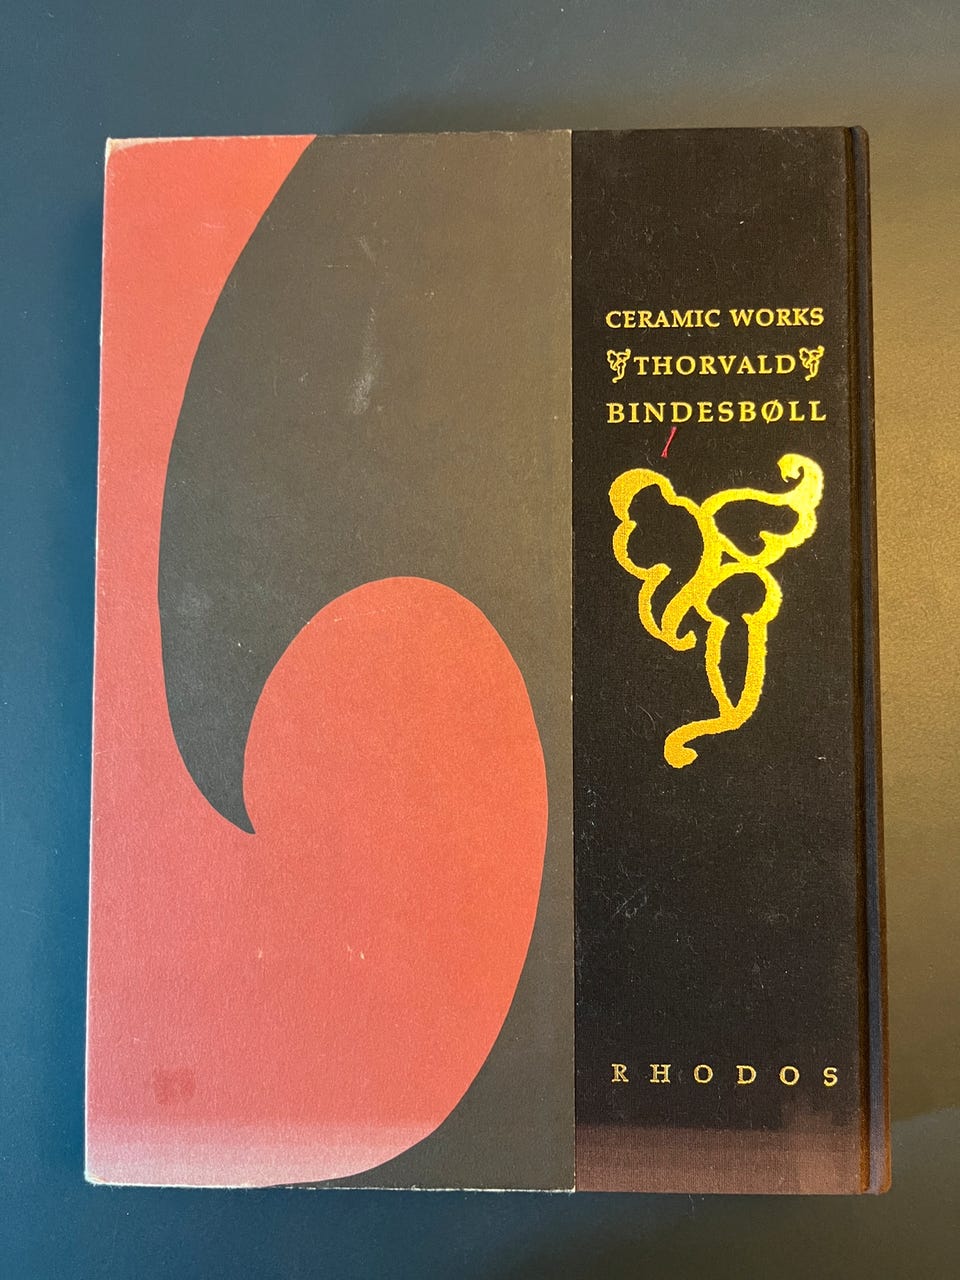 CERAMIC WORKS
THORVALD
BINDESBØLL
RHODOS